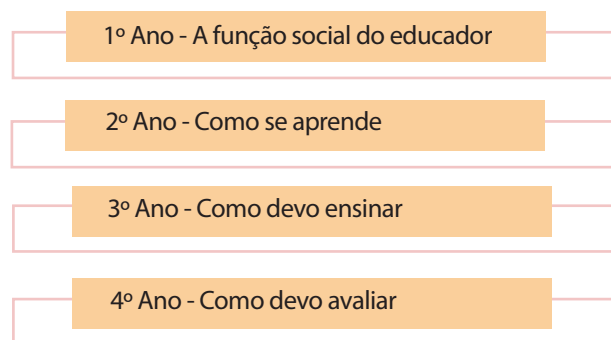 1º Ano - A função social do educador
2º Ano - Como se aprende
3º Ano - Como devo ensinar
4º Ano - Como devo avaliar